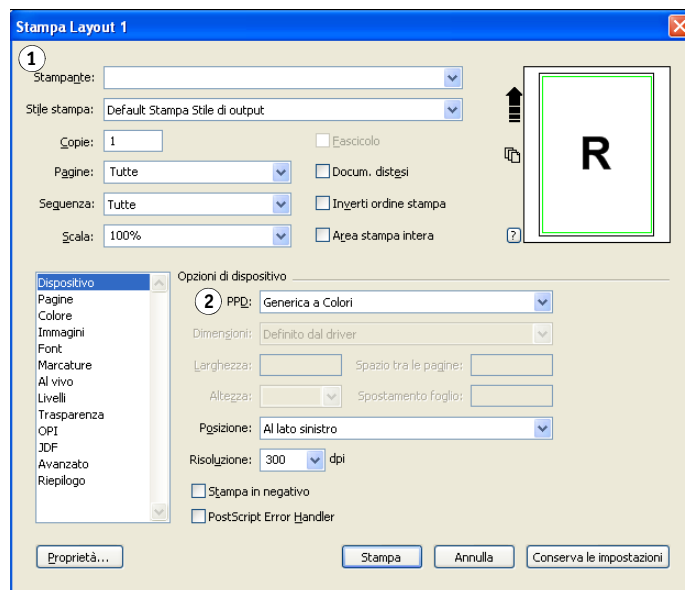 Stampa Layout 1
1
Stampante:
Stile stampa: Default Stampa Stile di output
Copie: 1 Fascicolo
Pagine: Tutte Docum. distesi
Sequenza: Tutte Inverti ordine stampa
Scala: 100% Area stampa intera
?
R
Dispositivo
Pagine
Colore
Immagini
Font
Marcature
Al vivo
Livelli
Trasparenza
OPI
JDF
Avanzato
Riepilogo
Opzioni di dispositivo
2 PPD: Generica a Colori
Dimensioni: Definito dal driver
Larghezza: Spazio tra le pagine:
Altezza: Spostamento foglio:
Posizione: Al lato sinistro
Risoluzione: 300 dpi
Stampa in negativo
PostScript Error Handler
Proprietà... Stampa Annulla Conserva le impostazioni